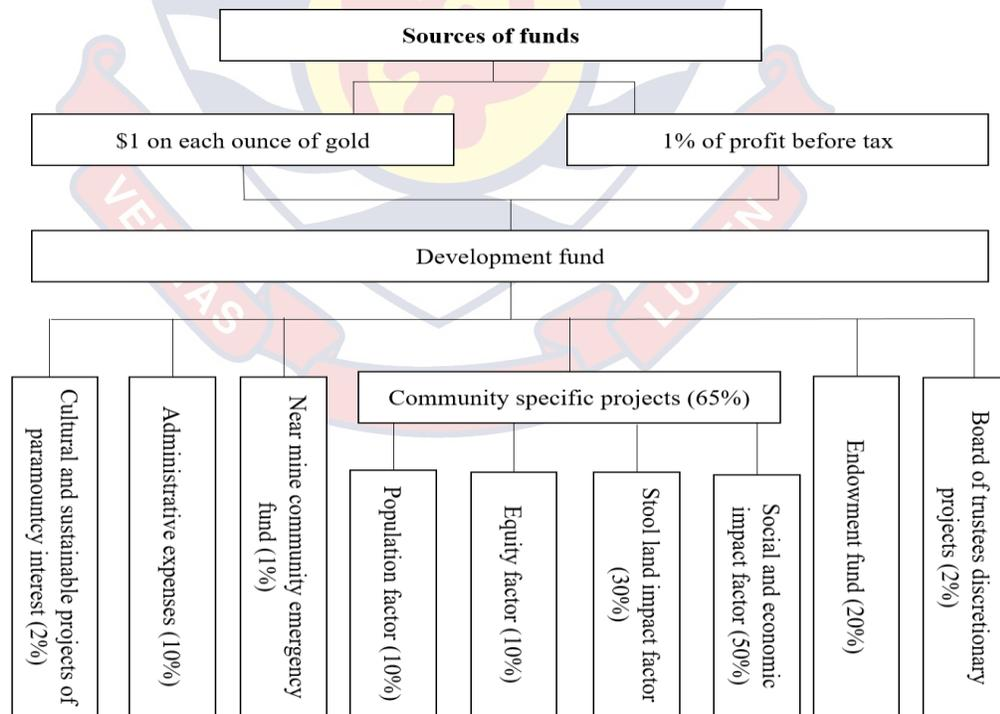 Sources of funds
$1 on each ounce of gold
1% of profit before tax
Development fund
Cultural and sustainable projects of
paramountcy interest (2%)
Administrative expenses (10%)
Near mine community emergency
fund (1%)
Community specific projects (65%)
Population factor (10%)
Equity factor (10%)
Stool land impact factor
(30%)
Social and economic
impact factor (50%)
Endowment fund (20%)
Board of trustees discretionary
projects (2%)